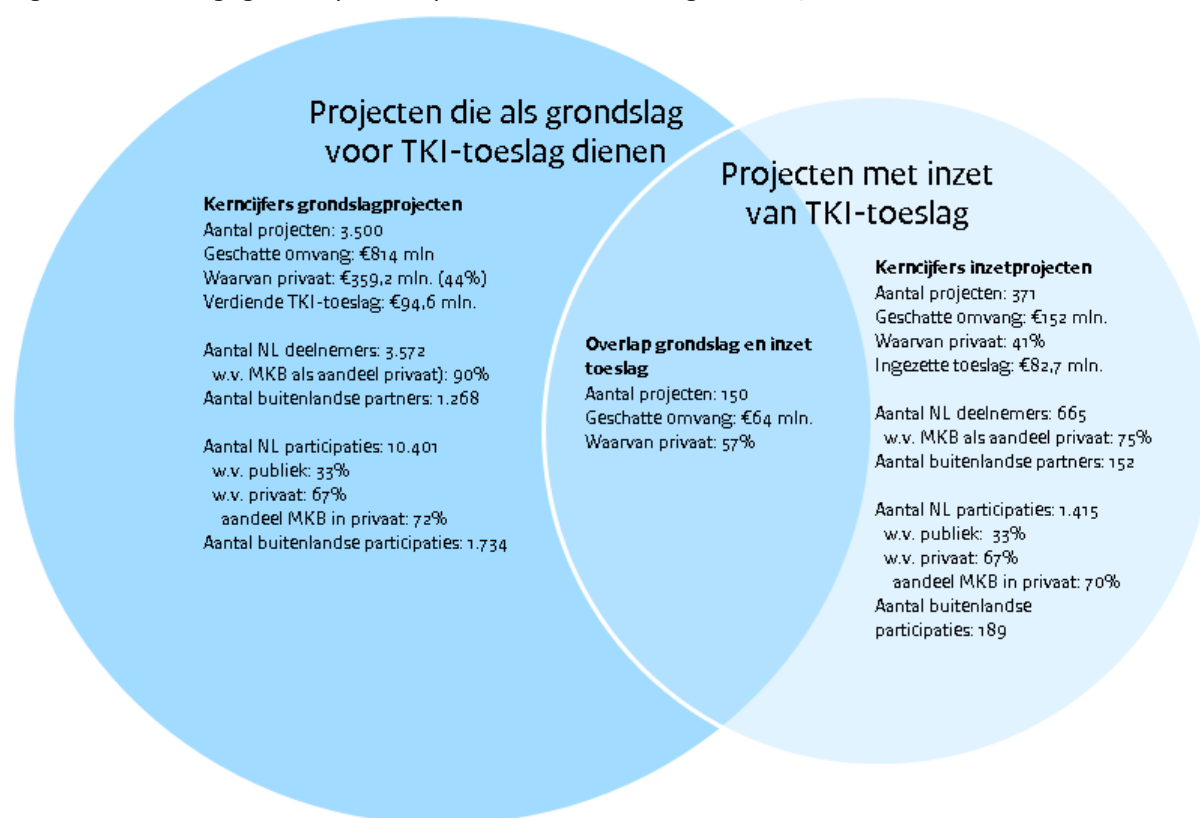 Projecten die als grondslag
voor TKI-toeslag dienen
Kerncijfers grondslagprojecten
Aantal projecten: 3.500
Geschatte omvang: €814 mln
Waarvan privaat: €359,2 mln. (44%)
Verdiende TKI-toeslag: €94,6 mln.
Aantal NL deelnemers: 3.572
w.v. MKB als aandeel privaat): 90%
Aantal buitenlandse partners: 1.268
Aantal NL participaties: 10.401
w.v. publiek: 33%
w.v. privaat: 67%
aandeel MKB in privaat: 72%
Aantal buitenlandse participaties: 1.734
Overlap grondslag en inzet
toeslag
Aantal projecten: 150
Geschatte omvang: €64 mln.
Waarvan privaat: 57%
Projecten met inzet
van TKI-toeslag
Kerncijfers inzetprojecten
Aantal projecten: 371
Geschatte omvang: €152 mln.
Waarvan privaat: 41%
Ingezette toeslag: €82,7 mln.
Aantal NL deelnemers: 665
w.v. MKB als aandeel privaat: 75%
Aantal buitenlandse partners: 152
Aantal NL participaties: 1.415
w.v. publiek: 33%
w.v. privaat: 67%
aandeel MKB in privaat: 70%
Aantal buitenlandse
participaties: 189